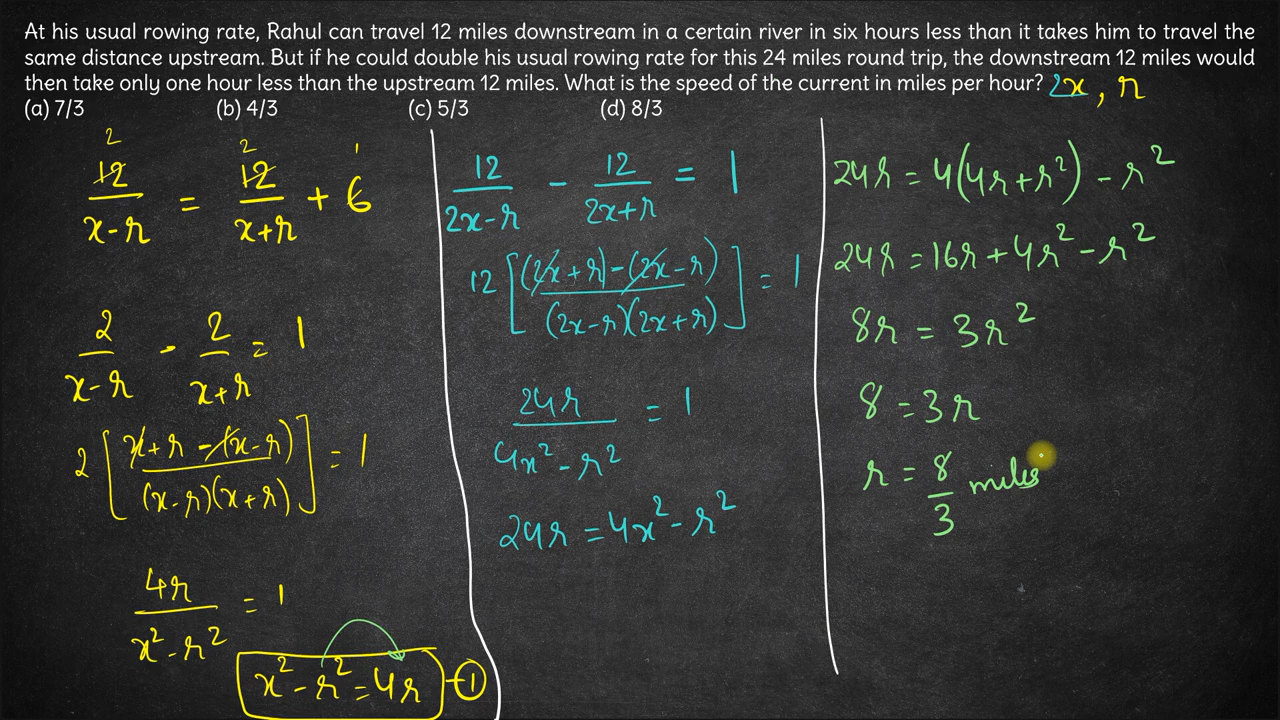 At his usual rowing rate, Rahul can travel 12 miles downstream in a certain river in six hours less than it takes him to travel the
same distance upstream. But if he could double his usual rowing rate for this 24 miles round trip, the downstream 12 miles would
then take only one hour less than the upstream 12 miles. What is the speed of the current in miles per hour? 2x, r
(a) 7/3 (b) 4/3 (c) 5/3 (d) 8/3
2 2 1
12/(x-r) = 12/(x+r) + 6
2/(x-r) - 2/(x+r) = 1
2[(x+r-(x-r))/((x-r)(x+r))] = 1
4r/(x²-r²) = 1
x²-r²=4r -①
12/(2x-r) - 12/(2x+r) = 1
12[((2x+r)-(2x-r))/((2x-r)(2x+r))] = 1
24r/(4x²-r²) = 1
24r=4x²-r²
24r=4(4r+r²)-r²
24r=16r+4r²-r²
8r=3r²
8=3r
r=8/3 miles